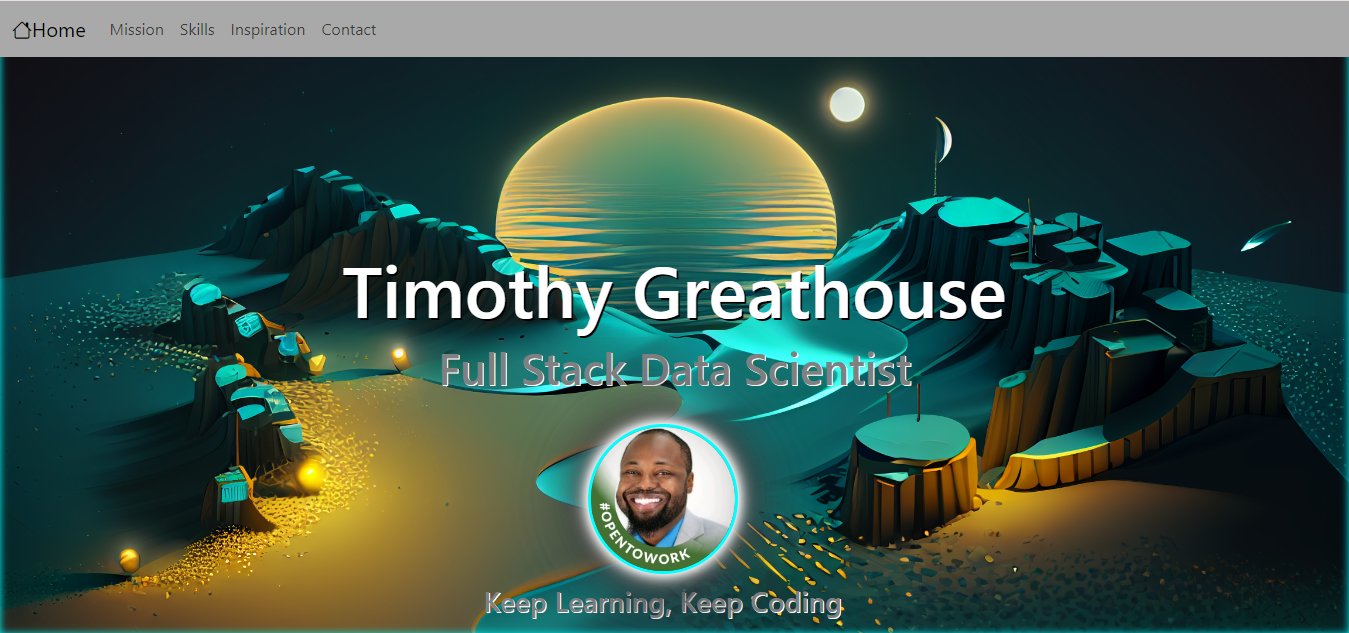 Home Mission Skills Inspiration Contact
Timothy Greathouse
Full Stack Data Scientist
#OPENTOWORK
Keep Learning, Keep Coding